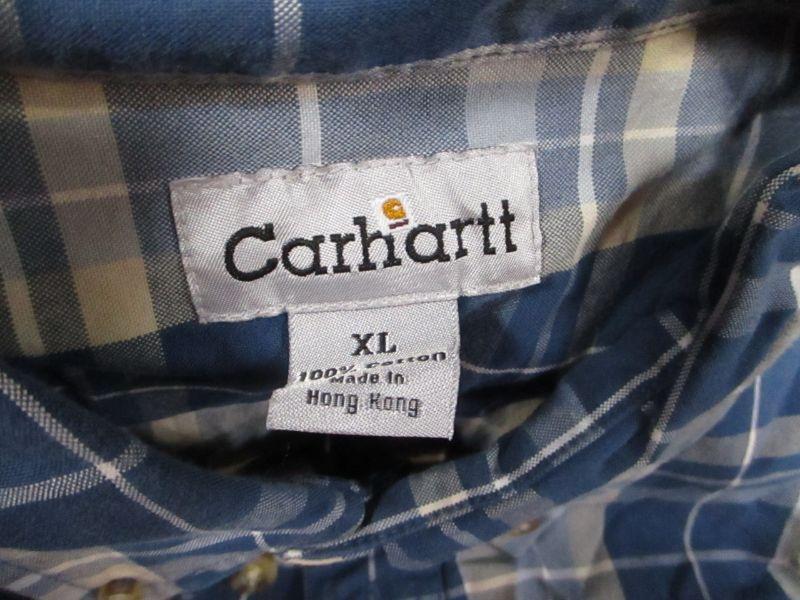 Carhartt
XL
100% Cotton
Made In
Hong Kong